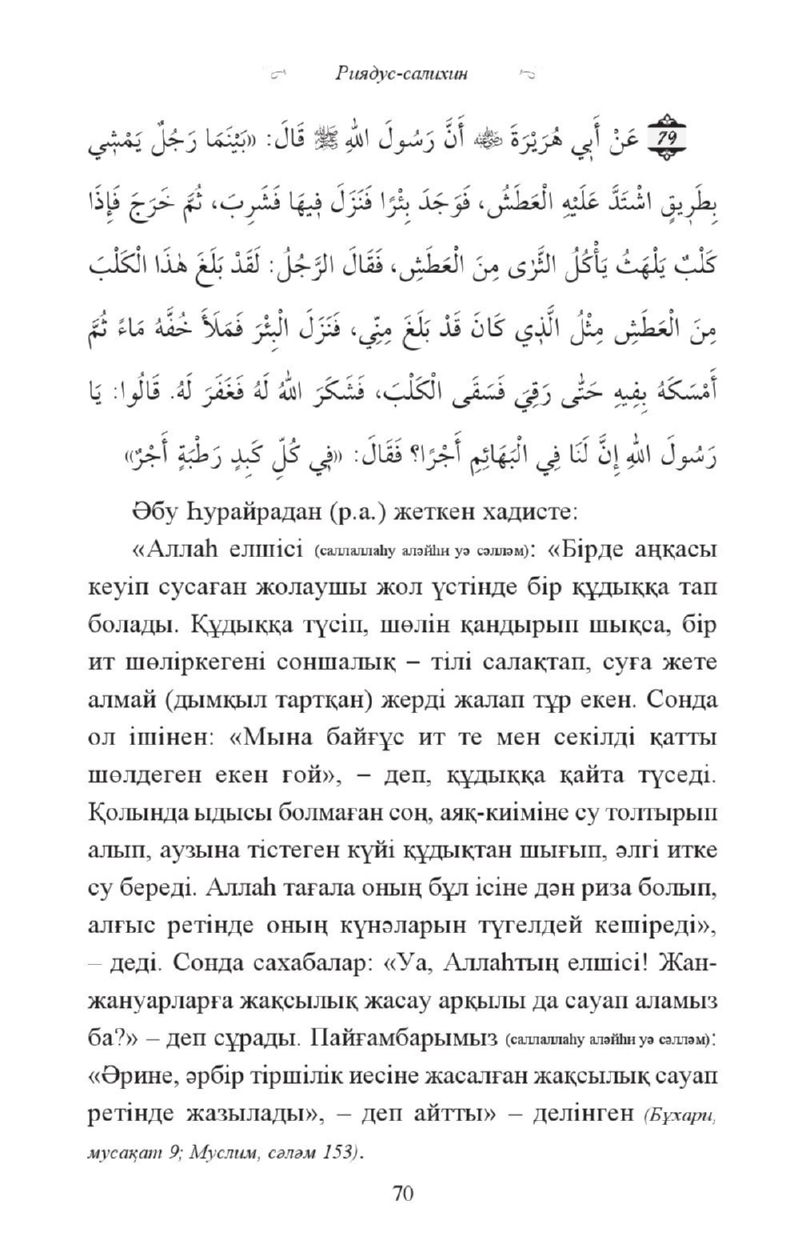 Риядус-салихин
79 عَنْ أَبِي هُرَيْرَةَ ﷺ أَنَّ رَسُولَ اللهِ ﷺ قَالَ: «بَيْنَمَا رَجُلٌ يَمْشِي
بِطَرِيقٍ اشْتَدَّ عَلَيْهِ الْعَطَشُ، فَوَجَدَ بِئْرًا فَنَزَلَ فِيهَا فَشَرِبَ، ثُمَّ خَرَجَ فَإِذَا
كَلْبٌ يَلْهَثُ يَأْكُلُ الثَّرٰى مِنَ الْعَطَشِ، فَقَالَ الرَّجُلُ: لَقَدْ بَلَغَ هٰذَا الْكَلْبَ
مِنَ الْعَطَشِ مِثْلُ الَّذِي كَانَ قَدْ بَلَغَ مِنِّي، فَنَزَلَ الْبِئْرَ فَمَلَأَ خُفَّهُ مَاءً ثُمَّ
أَمْسَكَهُ بِفِيهِ حَتّٰى رَقِيَ فَسَقَى الْكَلْبَ، فَشَكَرَ اللهُ لَهُ فَغَفَرَ لَهُ. قَالُوا: يَا
رَسُولَ اللهِ إِنَّ لَنَا فِي الْبَهَائِمِ أَجْرًا؟ فَقَالَ: «فِي كُلِّ كَبِدٍ رَطْبَةٍ أَجْرٌ»
Әбу Һурайрадан (р.а.) жеткен хадисте:
«Аллаһ елшісі (саллаллаһу аләйһи уә сәлләм): «Бірде аңқасы
кеуіп сусаған жолаушы жол үстінде бір құдыққа тап
болады. Құдыққа түсіп, шөлін қандырып шықса, бір
ит шөліркегені соншалық – тілі салақтап, суға жете
алмай (дымқыл тартқан) жерді жалап тұр екен. Сонда
ол ішінен: «Мына байғұс ит те мен секілді қатты
шөлдеген екен ғой», – деп, құдыққа қайта түседі.
Қолында ыдысы болмаған соң, аяқ-киіміне су толтырып
алып, аузына тістеген күйі құдықтан шығып, әлгі итке
су береді. Аллаһ тағала оның бұл ісіне дән риза болып,
алғыс ретінде оның күнәларын түгелдей кешіреді»,
– деді. Сонда сахабалар: «Уа, Аллаһтың елшісі! Жан-
жануарларға жақсылық жасау арқылы да сауап аламыз
ба?» – деп сұрады. Пайғамбарымыз (саллаллаһу аләйһи уә сәлләм):
«Әрине, әрбір тіршілік иесіне жасалған жақсылық сауап
ретінде жазылады», – деп айтты» – делінген (Бұхари,
мусақат 9; Муслим, сәләм 153).
70